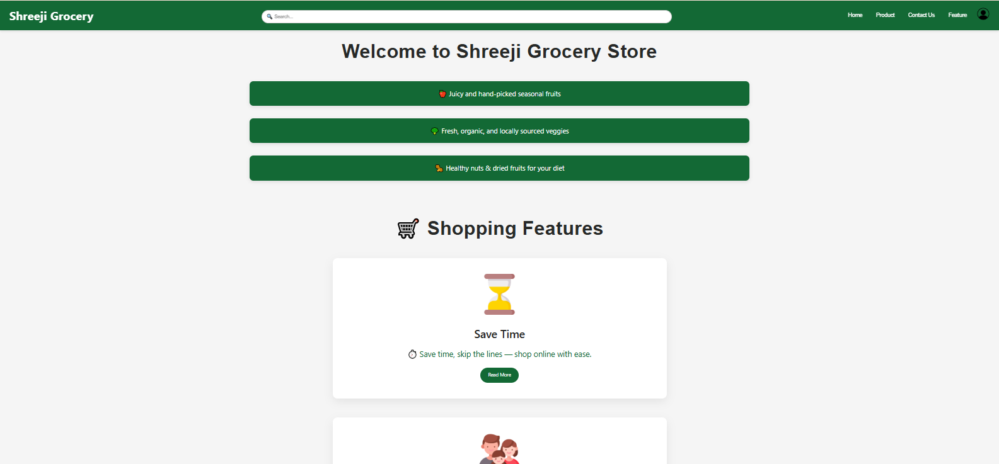 Shreeji Grocery
Search...
Home Product Contact Us Feature
Welcome to Shreeji Grocery Store
Juicy and hand-picked seasonal fruits
Fresh, organic, and locally sourced veggies
Healthy nuts & dried fruits for your diet
Shopping Features
Save Time
Save time, skip the lines — shop online with ease.
Read More